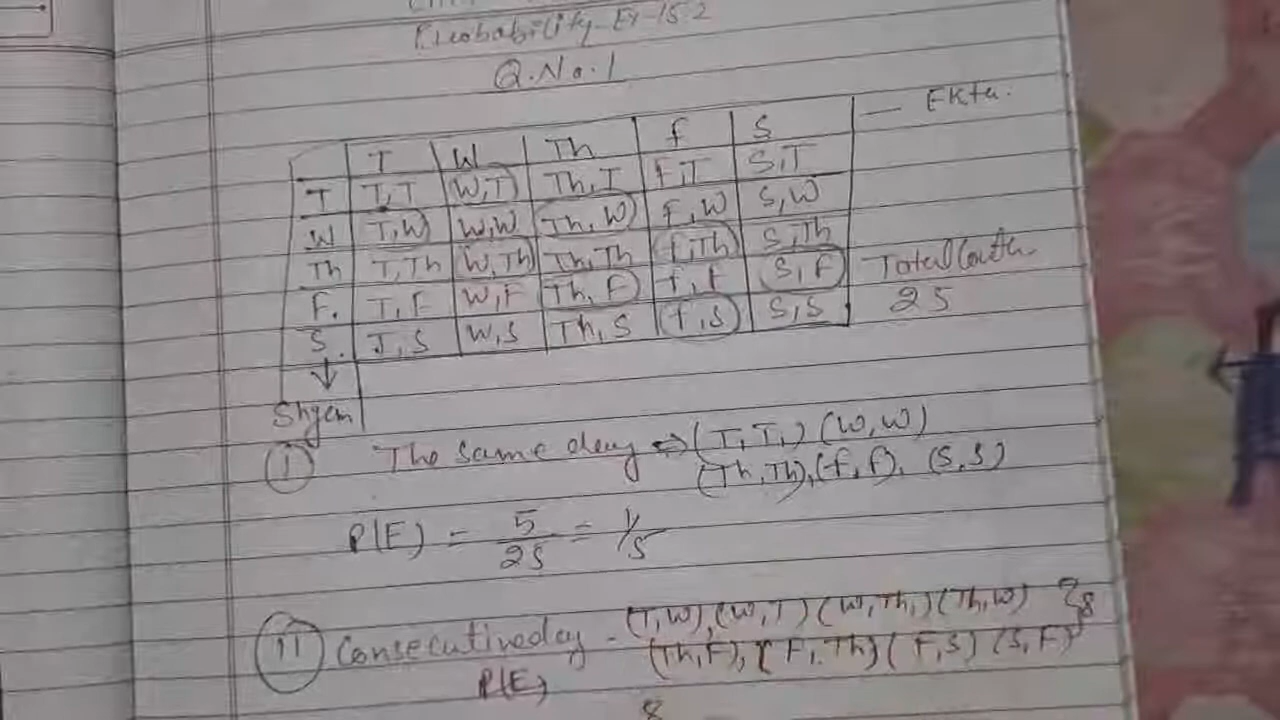 Probability Ex-15.2
Q.No.1
T W Th F S — Ekta.
T T,T W,T Th,T F,T S,T
W T,W W,W Th,W F,W S,W
Th T,Th W,Th Th,Th F,Th S,Th
F. T,F W,F Th,F F,F S,F Total
S. T,S W,S Th,S F,S S,S 25
↓
Shyam
(I) The same day ⇒ (T,T,) (W,W)
(Th,Th),(F,F), (S,S)
P(E) = 5/25 = 1/5
(II) Consecutive day - (T,W),(W,T) (W,Th,) (Th,W) 8
(Th,F), (F,Th) (F,S) (S,F)
P(E)
8